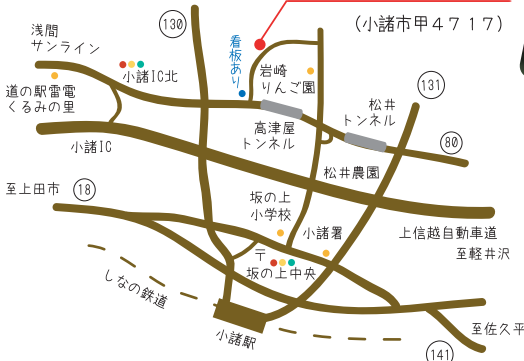 (小諸市甲4717)
130
浅間
サンライン
看板あり
小諸IC北
岩崎
りんご園
道の駅雷電
くるみの里
131
松井
トンネル
高津屋
トンネル
80
小諸IC
松井農園
至上田市
18
坂の上
小学校
小諸署
上信越自動車道
至軽井沢
〒
坂の上中央
しなの鉄道
小諸駅
至佐久平
141